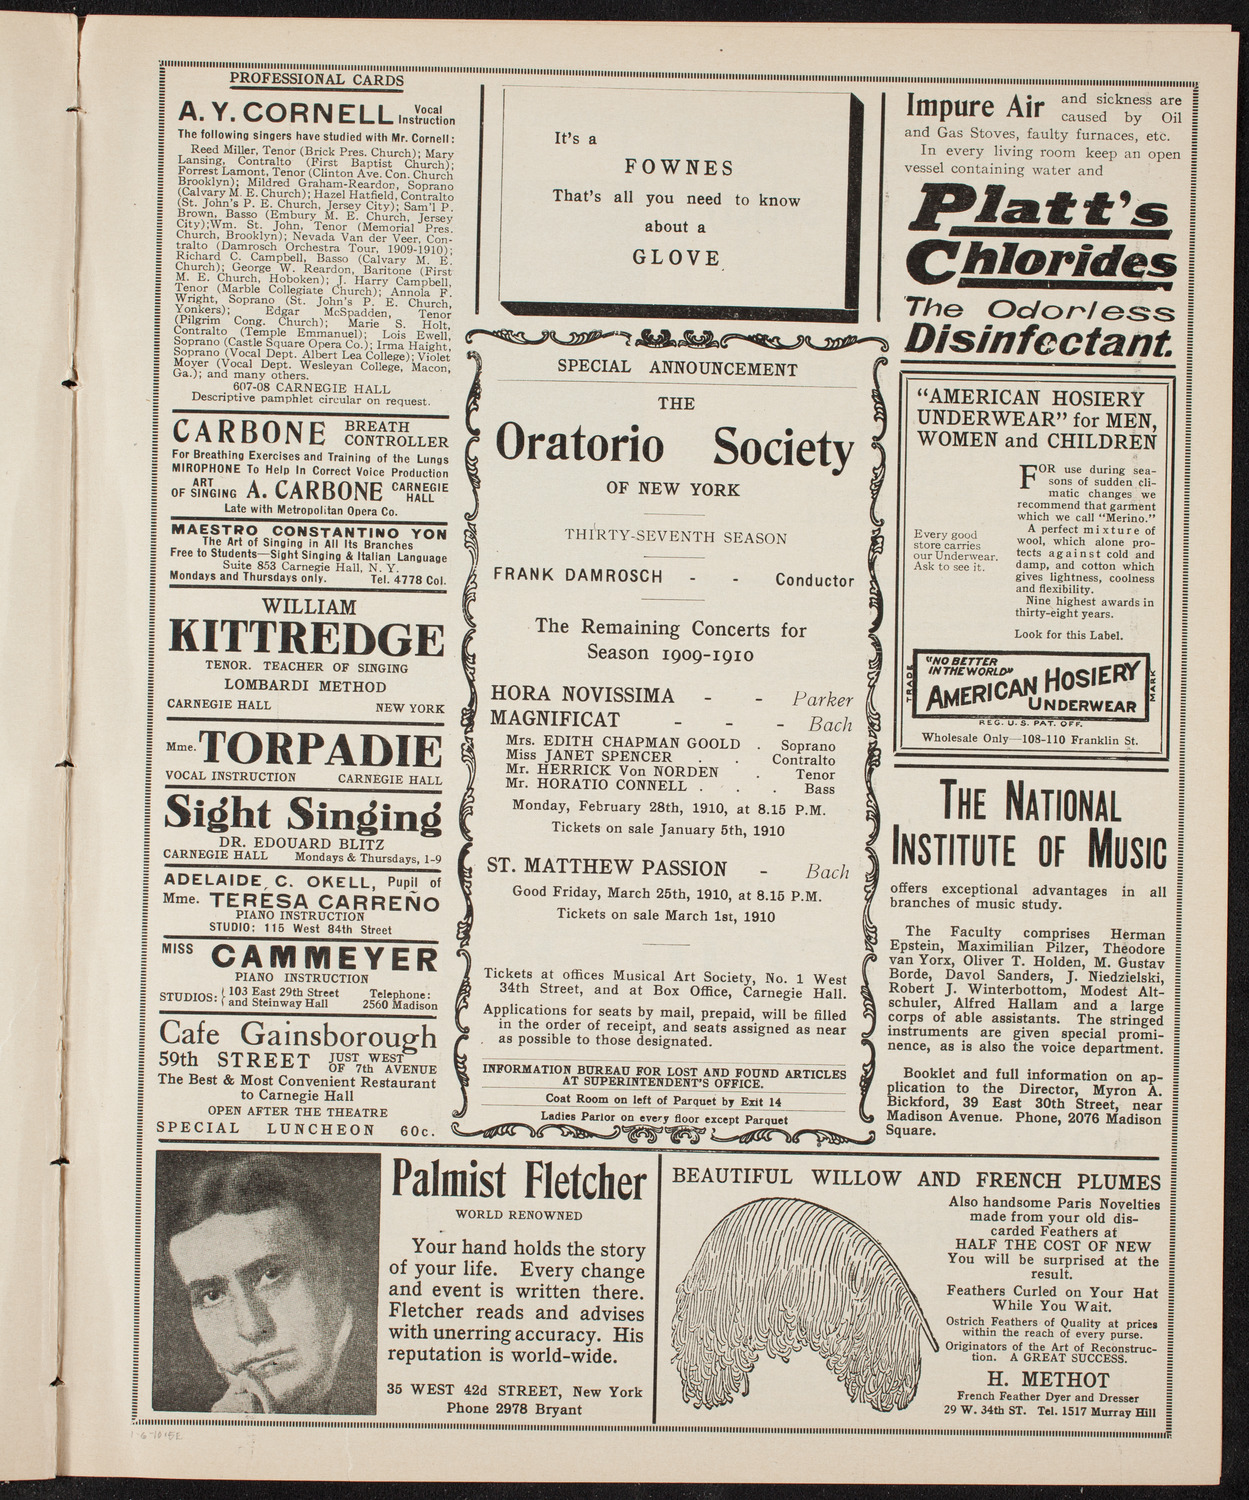 PROFESSIONAL CARDS
A. Y. CORNELL Vocal Instruction
The following singers have studied with Mr. Cornell:
Reed Miller, Tenor (Brick Pres. Church); Mary
Lansing, Contralto (First Baptist Church);
Forrest Lamont, Tenor (Clinton Ave. Con. Church
Brooklyn); Mildred Graham-Reardon, Soprano
(Calvary M. E. Church); Hazel Hatfield, Contralto
(St. John's P. E. Church, Jersey City); Sam'l P.
Brown, Basso (Embury M. E. Church, Jersey
City); Wm. St. John, Tenor (Memorial Pres.
Church, Brooklyn); Nevada Van der Veer, Con-
tralto (Damrosch Orchestra Tour, 1909-1910);
Richard C. Campbell, Basso (Calvary M. E.
Church); George W. Reardon, Baritone (First
M. E. Church, Hoboken); J. Harry Campbell,
Tenor (Marble Collegiate Church); Annola F.
Wright, Soprano (St. John's P. E. Church,
Yonkers); Edgar McSpadden, Tenor
(Pilgrim Cong. Church); Marie S. Holt,
Contralto (Temple Emmanuel); Lois Ewell,
Soprano (Castle Square Opera Co.); Irma Haight,
Soprano (Vocal Dept. Albert Lea College); Violet
Moyer (Vocal Dept. Wesleyan College, Macon,
Ga.); and many others.
607-08 CARNEGIE HALL
Descriptive pamphlet circular on request.
CARBONE BREATH CONTROLLER
For Breathing Exercises and Training of the Lungs
MIROPHONE To Help In Correct Voice Production
ART OF SINGING A. CARBONE CARNEGIE HALL
Late with Metropolitan Opera Co.
MAESTRO CONSTANTINO YON
The Art of Singing in All Its Branches
Free to Students—Sight Singing & Italian Language
Suite 853 Carnegie Hall, N. Y.
Mondays and Thursdays only. Tel. 4778 Col.
WILLIAM
KITTREDGE
TENOR. TEACHER OF SINGING
LOMBARDI METHOD
CARNEGIE HALL NEW YORK
Mme. TORPADIE
VOCAL INSTRUCTION CARNEGIE HALL
Sight Singing
DR. EDOUARD BLITZ
CARNEGIE HALL Mondays & Thursdays, 1-9
ADELAIDE C. OKELL, Pupil of
Mme. TERESA CARREÑO
PIANO INSTRUCTION
STUDIO: 115 West 84th Street
MISS CAMMEYER
PIANO INSTRUCTION
STUDIOS: { 103 East 29th Street Telephone:
and Steinway Hall 2560 Madison
Cafe Gainsborough
59th STREET JUST WEST OF 7th AVENUE
The Best & Most Convenient Restaurant
to Carnegie Hall
OPEN AFTER THE THEATRE
SPECIAL LUNCHEON 60c.
It's a
FOWNES
That's all you need to know
about a
GLOVE
SPECIAL ANNOUNCEMENT
THE
Oratorio Society
OF NEW YORK
THIRTY-SEVENTH SEASON
FRANK DAMROSCH - - Conductor
The Remaining Concerts for
Season 1909-1910
HORA NOVISSIMA - - Parker
MAGNIFICAT - - - Bach
Mrs. EDITH CHAPMAN GOOLD . Soprano
Miss JANET SPENCER . . Contralto
Mr. HERRICK Von NORDEN . Tenor
Mr. HORATIO CONNELL . . . Bass
Monday, February 28th, 1910, at 8.15 P.M.
Tickets on sale January 5th, 1910
ST. MATTHEW PASSION - Bach
Good Friday, March 25th, 1910, at 8.15 P.M.
Tickets on sale March 1st, 1910
Tickets at offices Musical Art Society, No. 1 West
34th Street, and at Box Office, Carnegie Hall.
Applications for seats by mail, prepaid, will be filled
in the order of receipt, and seats assigned as near
as possible to those designated.
INFORMATION BUREAU FOR LOST AND FOUND ARTICLES
AT SUPERINTENDENT'S OFFICE.
Coat Room on left of Parquet by Exit 14
Ladies Parlor on every floor except Parquet
Impure Air and sickness are
caused by Oil
and Gas Stoves, faulty furnaces, etc.
In every living room keep an open
vessel containing water and
Platt's
Chlorides
The Odorless
Disinfectant.
"AMERICAN HOSIERY
UNDERWEAR" for MEN,
WOMEN and CHILDREN
FOR use during sea-
sons of sudden cli-
matic changes we
recommend that garment
which we call "Merino."
A perfect mixture of
wool, which alone pro-
tects against cold and
damp, and cotton which
gives lightness, coolness
and flexibility.
Nine highest awards in
thirty-eight years.
Look for this Label.
Every good
store carries
our Underwear.
Ask to see it.
TRADE MARK
"NO BETTER
IN THE WORLD"
AMERICAN HOSIERY
UNDERWEAR
REG. U. S. PAT. OFF.
Wholesale Only—108-110 Franklin St.
THE NATIONAL
INSTITUTE OF MUSIC
offers exceptional advantages in all
branches of music study.
The Faculty comprises Herman
Epstein, Maximilian Pilzer, Theodore
van Yorx, Oliver T. Holden, M. Gustav
Borde, Davol Sanders, J. Niedzielski,
Robert J. Winterbottom, Modest Alt-
schuler, Alfred Hallam and a large
corps of able assistants. The stringed
instruments are given special promi-
nence, as is also the voice department.
Booklet and full information on ap-
plication to the Director, Myron A.
Bickford, 39 East 30th Street, near
Madison Avenue. Phone, 2076 Madison
Square.
Palmist Fletcher
WORLD RENOWNED
Your hand holds the story
of your life. Every change
and event is written there.
Fletcher reads and advises
with unerring accuracy. His
reputation is world-wide.
35 WEST 42d STREET, New York
Phone 2978 Bryant
BEAUTIFUL WILLOW AND FRENCH PLUMES
Also handsome Paris Novelties
made from your old dis-
carded Feathers at
HALF THE COST OF NEW
You will be surprised at the
result.
Feathers Curled on Your Hat
While You Wait.
Ostrich Feathers of Quality at prices
within the reach of every purse.
Originators of the Art of Reconstruc-
tion. A GREAT SUCCESS.
H. METHOT
French Feather Dyer and Dresser
29 W. 34th ST. Tel. 1517 Murray Hill